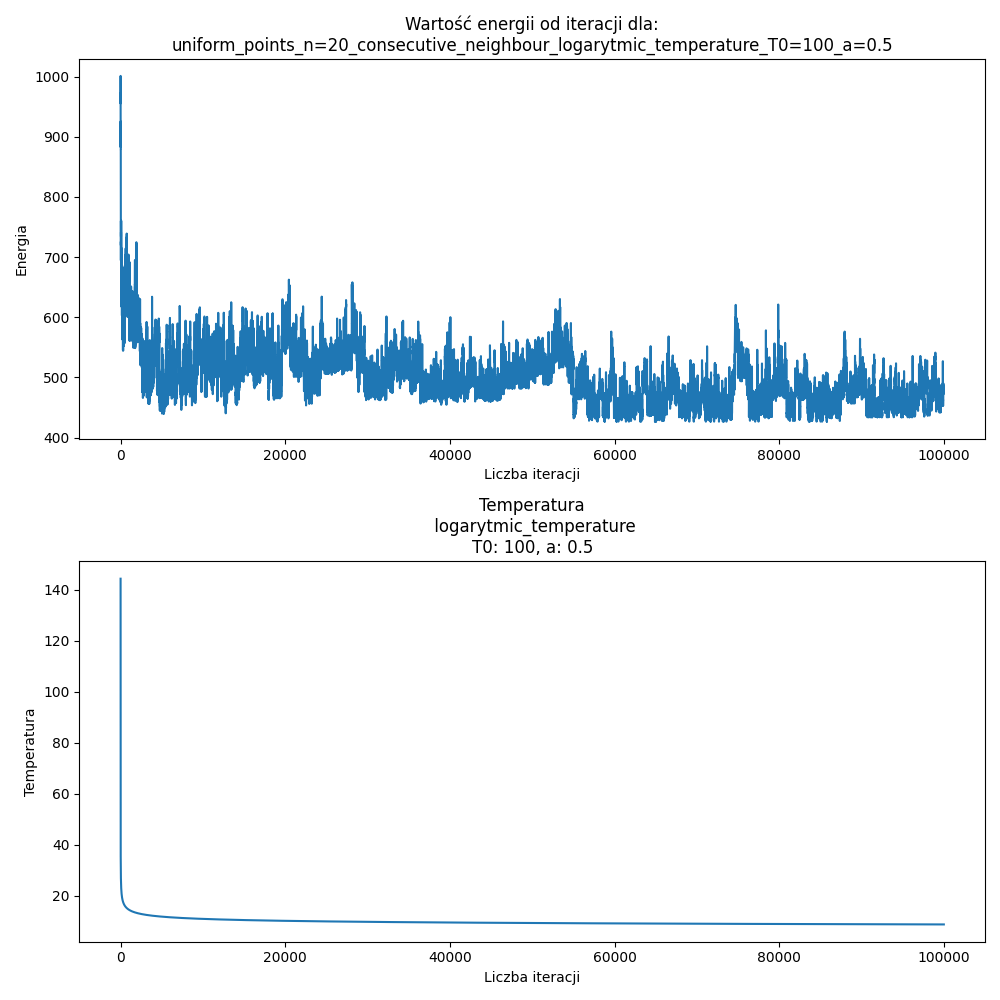 Wartość energii od iteracji dla:
uniform_points_n=20_consecutive_neighbour_logarytmic_temperature_T0=100_a=0.5
1000
900
800
700
600
500
400
Energia
0 20000 40000 60000 80000 100000
Liczba iteracji
Temperatura
logarytmic_temperature
T0: 100, a: 0.5
140
120
100
80
60
40
20
Temperatura
0 20000 40000 60000 80000 100000
Liczba iteracji